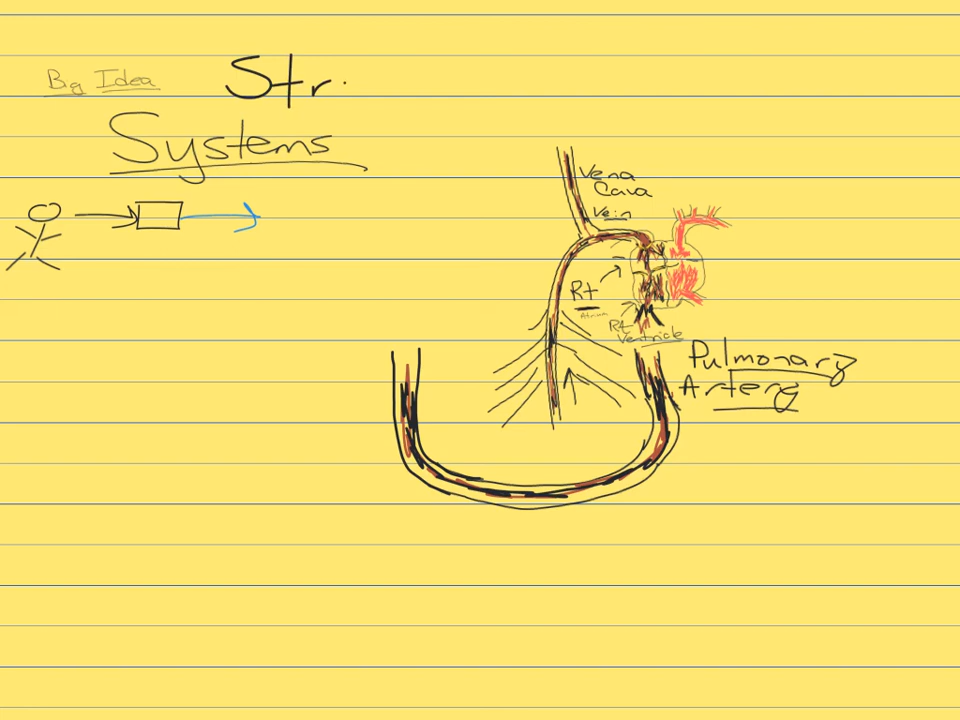 Big Idea
Str.
Systems
Vena
Cava
Vein
Rt
Atrium
Rt
Ventricle
Pulmonary
Artery